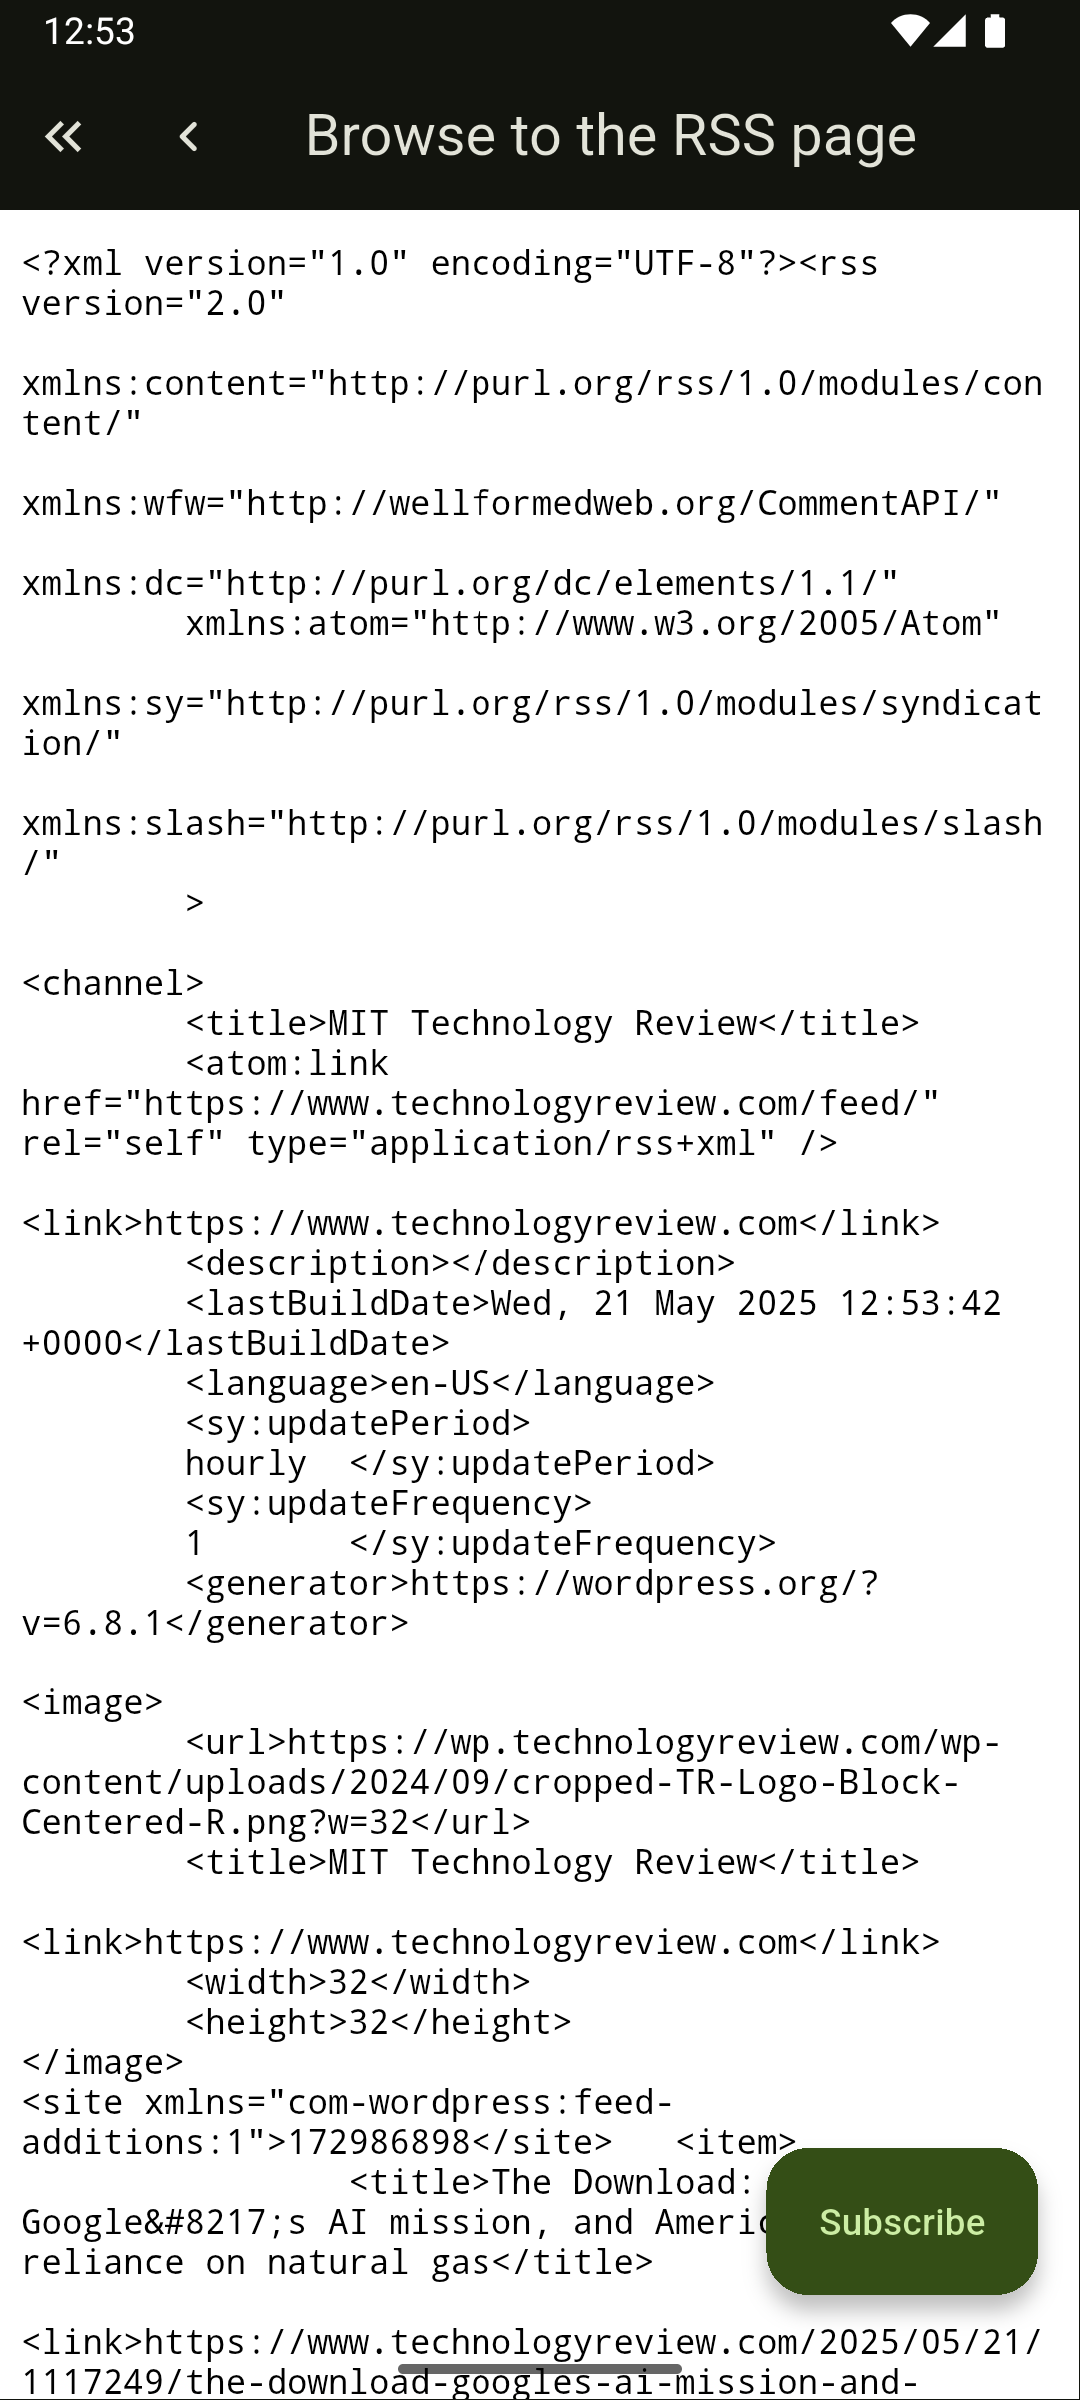 12:53
Browse to the RSS page
<?xml version="1.0" encoding="UTF-8"?><rss
version="2.0"
xmlns:content="http://purl.org/rss/1.0/modules/con
tent/"
xmlns:wfw="http://wellformedweb.org/CommentAPI/"
xmlns:dc="http://purl.org/dc/elements/1.1/"
xmlns:atom="http://www.w3.org/2005/Atom"
xmlns:sy="http://purl.org/rss/1.0/modules/syndicat
ion/"
xmlns:slash="http://purl.org/rss/1.0/modules/slash
/"
>
<channel>
<title>MIT Technology Review</title>
<atom:link
href="https://www.technologyreview.com/feed/"
rel="self" type="application/rss+xml" />
<link>https://www.technologyreview.com</link>
<description></description>
<lastBuildDate>Wed, 21 May 2025 12:53:42
+0000</lastBuildDate>
<language>en-US</language>
<sy:updatePeriod>
hourly  </sy:updatePeriod>
<sy:updateFrequency>
1       </sy:updateFrequency>
<generator>https://wordpress.org/?
v=6.8.1</generator>
<image>
<url>https://wp.technologyreview.com/wp-
content/uploads/2024/09/cropped-TR-Logo-Block-
Centered-R.png?w=32</url>
<title>MIT Technology Review</title>
<link>https://www.technologyreview.com</link>
<width>32</width>
<height>32</height>
</image>
<site xmlns="com-wordpress:feed-
additions:1">172986898</site>   <item>
<title>The Download:
Google&#8217;s AI mission, and
reliance on natural gas</title>
Subscribe
<link>https://www.technologyreview.com/2025/05/21/
1117249/the-download-googles-ai-mission-and-